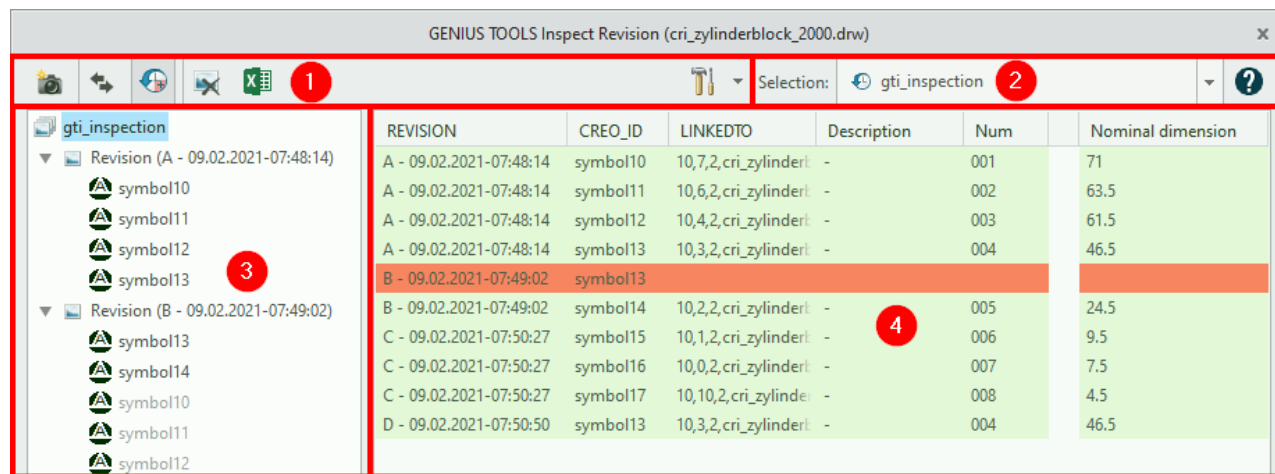 GENIUS TOOLS Inspect Revision (cri_zylinderblock_2000.drw) x
1 Selection: gti_inspection 2 ?
gti_inspection
Revision (A - 09.02.2021-07:48:14)
symbol10
symbol11
symbol12
symbol13
3
Revision (B - 09.02.2021-07:49:02)
symbol13
symbol14
symbol10
symbol11
symbol12
REVISION CREO_ID LINKEDTO Description Num Nominal dimension
A - 09.02.2021-07:48:14 symbol10 10,7,2,cri_zylinderb - 001 71
A - 09.02.2021-07:48:14 symbol11 10,6,2,cri_zylinderb - 002 63.5
A - 09.02.2021-07:48:14 symbol12 10,4,2,cri_zylinderb - 003 61.5
A - 09.02.2021-07:48:14 symbol13 10,3,2,cri_zylinderb - 004 46.5
B - 09.02.2021-07:49:02 symbol13
B - 09.02.2021-07:49:02 symbol14 10,2,2,cri_zylinderb - 005 24.5
4
C - 09.02.2021-07:50:27 symbol15 10,1,2,cri_zylinderb - 006 9.5
C - 09.02.2021-07:50:27 symbol16 10,0,2,cri_zylinderb - 007 7.5
C - 09.02.2021-07:50:27 symbol17 10,10,2,cri_zylinder - 008 4.5
D - 09.02.2021-07:50:50 symbol13 10,3,2,cri_zylinderb - 004 46.5